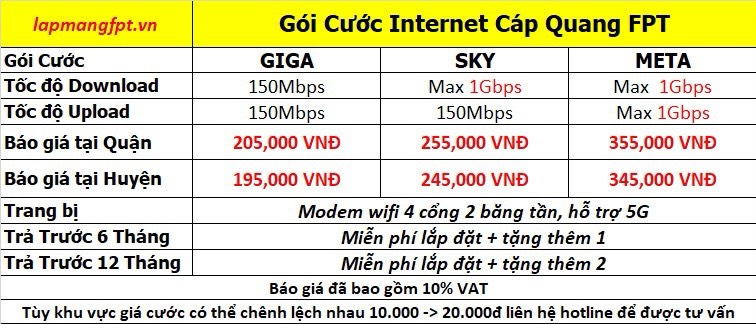 lapmangfpt.vn Gói Cước Internet Cáp Quang FPT
Gói Cước GIGA SKY META
Tốc độ Download 150Mbps Max 1Gbps Max 1Gbps
Tốc độ Upload 150Mbps 150Mbps Max 1Gbps
Báo giá tại Quận 205,000 VNĐ 255,000 VNĐ 355,000 VNĐ
Báo giá tại Huyện 195,000 VNĐ 245,000 VNĐ 345,000 VNĐ
Trang bị Modem wifi 4 cổng 2 băng tần, hỗ trợ 5G
Trả Trước 6 Tháng Miễn phí lắp đặt + tặng thêm 1
Trả Trước 12 Tháng Miễn phí lắp đặt + tặng thêm 2
Báo giá đã bao gồm 10% VAT
Tùy khu vực giá cước có thể chênh lệch nhau 10.000 -> 20.000đ liên hệ hotline để được tư vấn